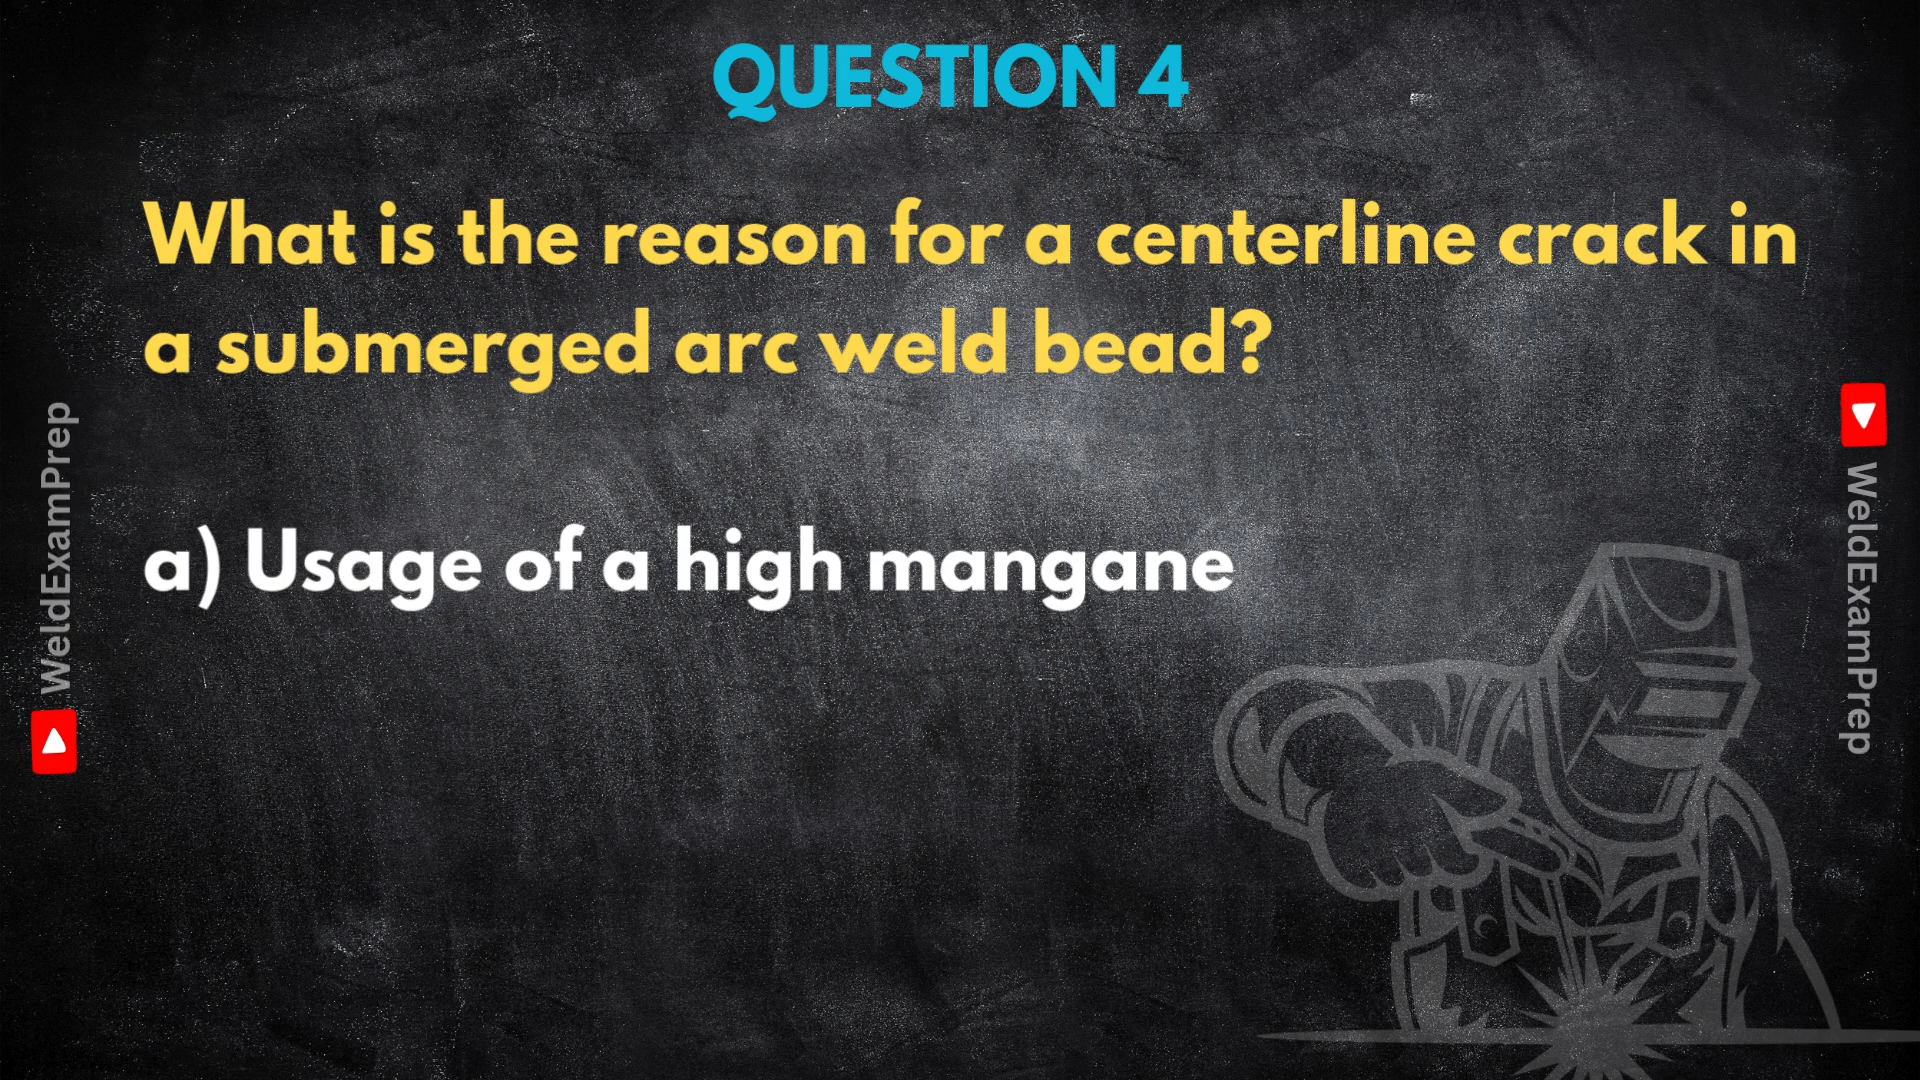 QUESTION 4
What is the reason for a centerline crack in
a submerged arc weld bead?
a) Usage of a high mangane
WeldExamPrep
WeldExamPrep